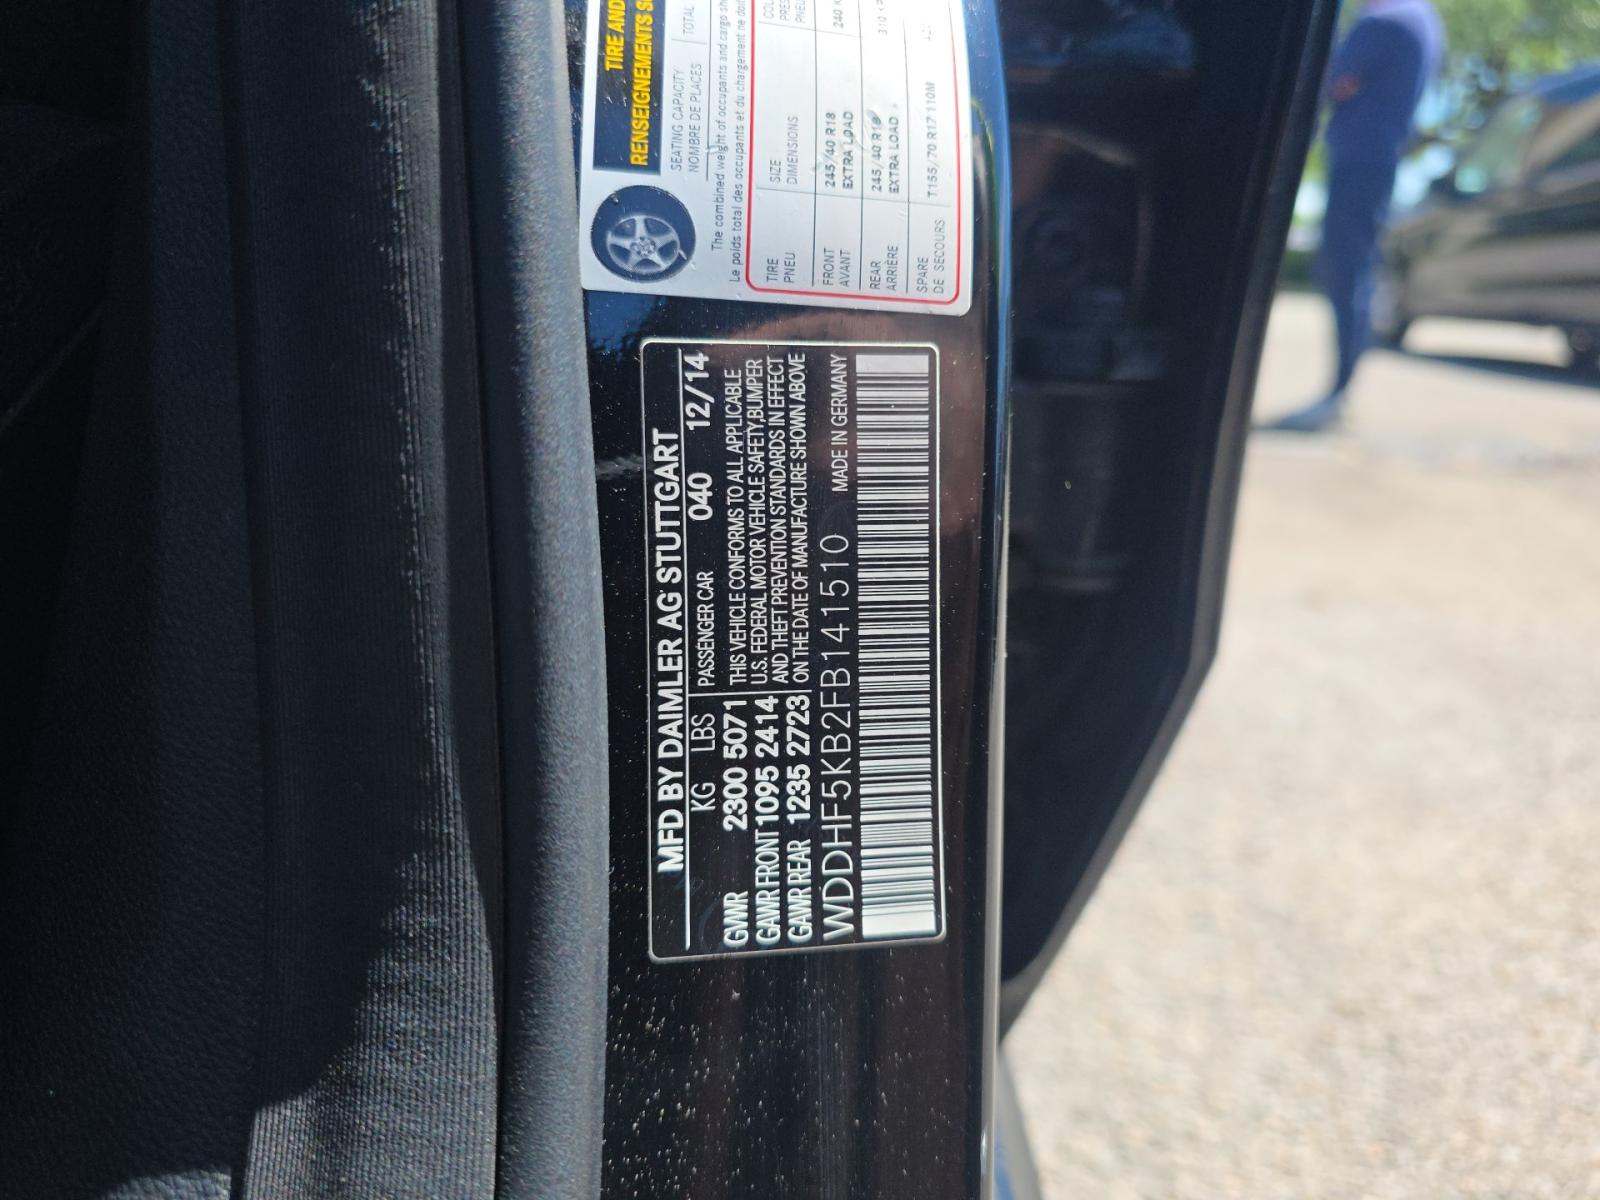 TIRE AND
RENSEIGNEMENTS
SEATING CAPACITY
NOMBRE DE PLACES
TOTAL
The combined weight of occupants and cargo
Le poids total des occupants et du chargement ne
TIRE SIZE
PNEU DIMENSIONS
FRONT 245/40 R18 240
AVANT EXTRA LOAD
REAR 245/40 R18
ARRIÈRE EXTRA LOAD
SPARE T155/70 R17 110M
DE SECOURS
MFD BY DAIMLER AG STUTTGART
KG LBS PASSENGER CAR 040 12/14
GVWR 2300 5071 THIS VEHICLE CONFORMS TO ALL APPLICABLE
GAWR FRONT 1095 2414 U.S. FEDERAL MOTOR VEHICLE SAFETY,BUMPER
AND THEFT PREVENTION STANDARDS IN EFFECT
GAWR REAR 1235 2723 ON THE DATE OF MANUFACTURE SHOWN ABOVE
WDDHF5KB2FB141510 MADE IN GERMANY